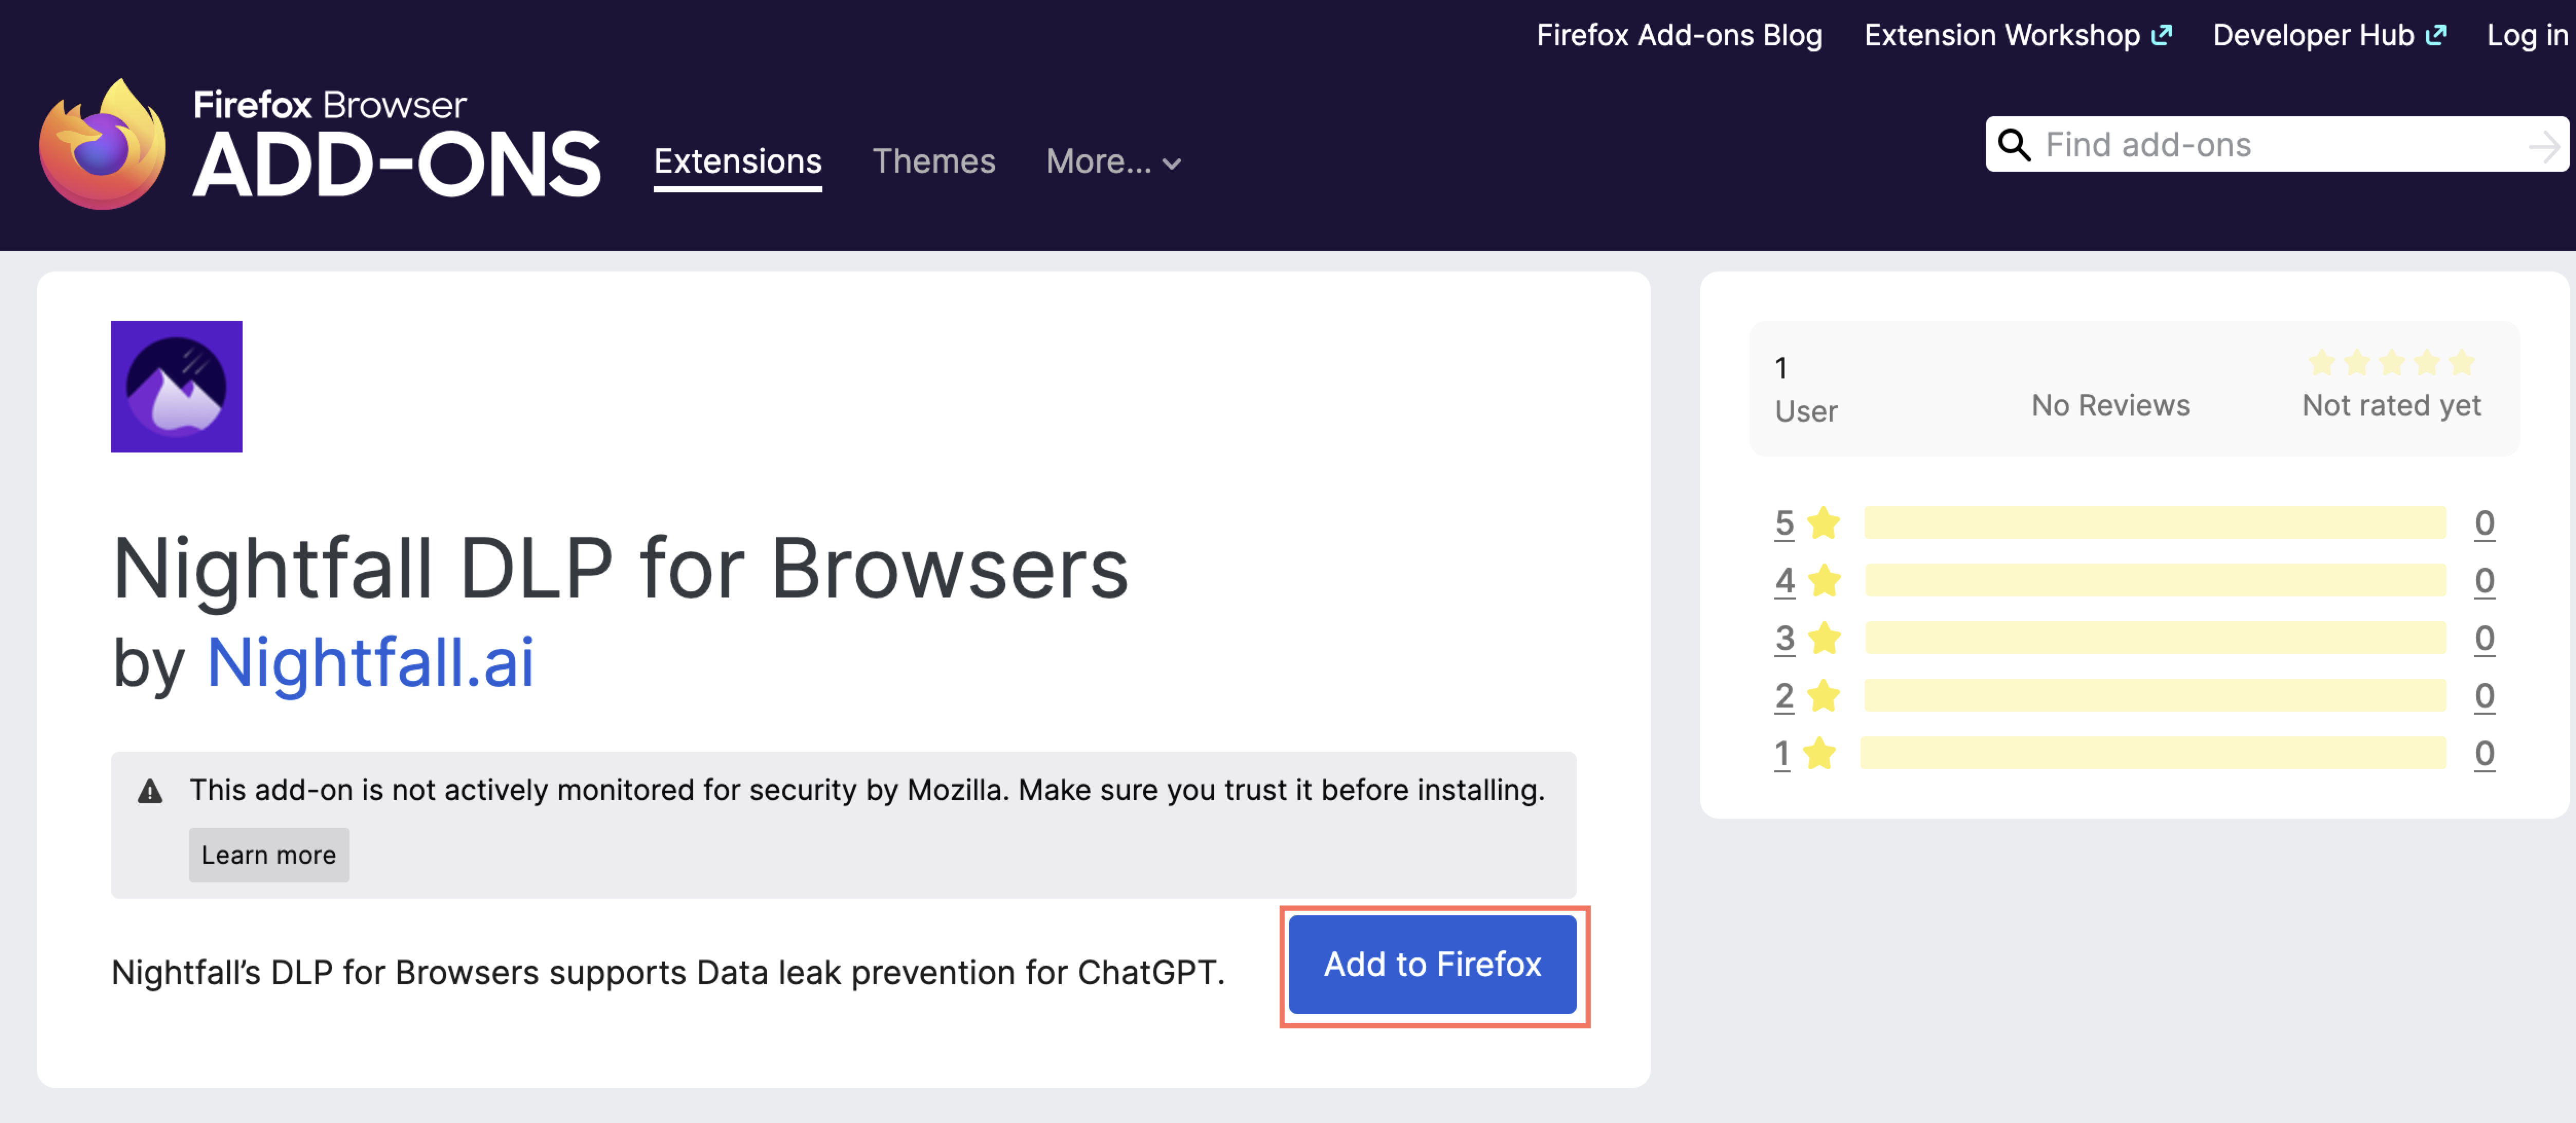 Firefox Add-ons Blog Extension Workshop Developer Hub Log in
Firefox Browser
ADD-ONS
Extensions Themes More...
Find add-ons
Nightfall DLP for Browsers
by Nightfall.ai
This add-on is not actively monitored for security by Mozilla. Make sure you trust it before installing.
Learn more
Nightfall’s DLP for Browsers supports Data leak prevention for ChatGPT.
Add to Firefox
1
User
No Reviews
Not rated yet
5 0
4 0
3 0
2 0
1 0